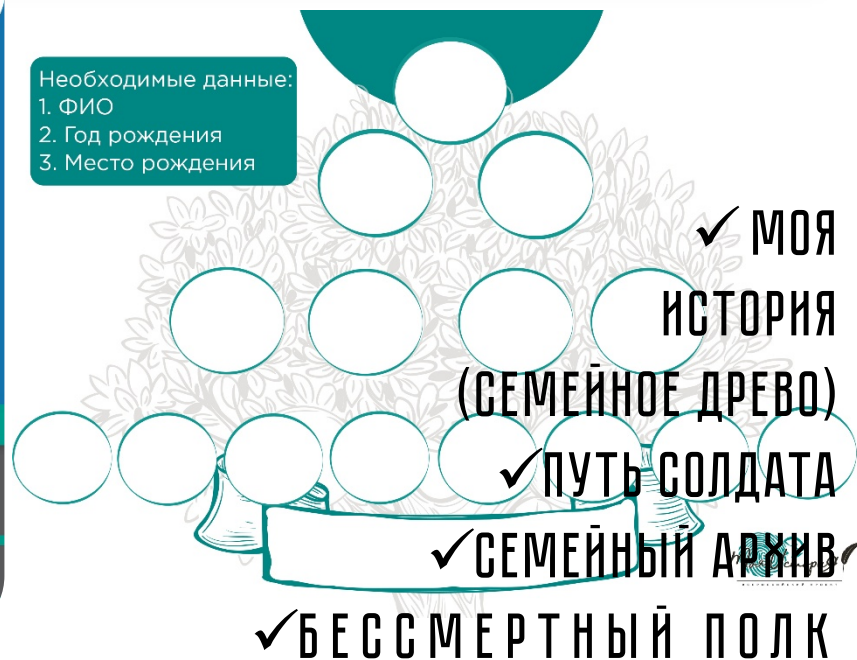 Необходимые данные:
1. ФИО
2. Год рождения
3. Место рождения
✓ МОЯ
ИСТОРИЯ
(СЕМЕЙНОЕ ДРЕВО)
✓ПУТЬ СОЛДАТА
✓СЕМЕЙНЫЙ АРХИВ
✓БЕССМЕРТНЫЙ ПОЛК